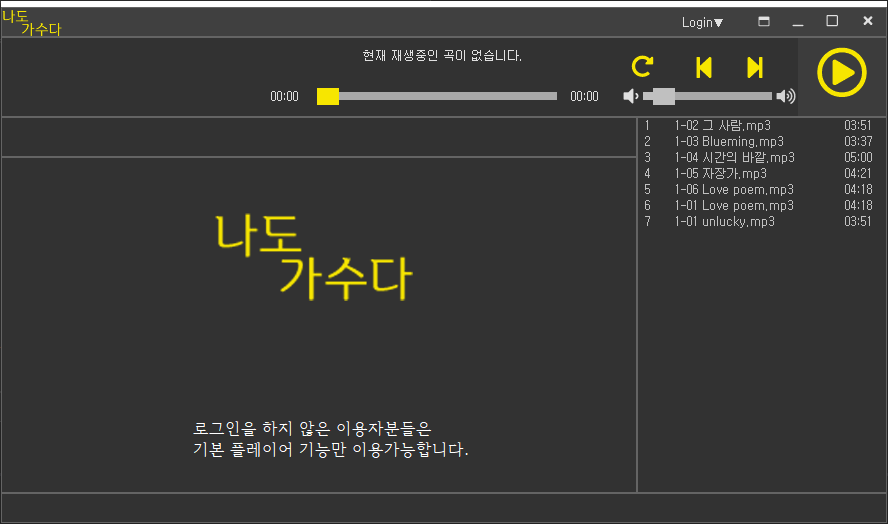 나도
가수다
Login▼
현재 재생중인 곡이 없습니다.
00:00
00:00
1 1-02 그 사람.mp3 03:51
2 1-03 Blueming.mp3 03:37
3 1-04 시간의 바깥.mp3 05:00
4 1-05 자장가.mp3 04:21
5 1-06 Love poem.mp3 04:18
6 1-01 Love poem.mp3 04:18
7 1-01 unlucky.mp3 03:51
나도
가수다
로그인을 하지 않은 이용자분들은
기본 플레이어 기능만 이용가능합니다.